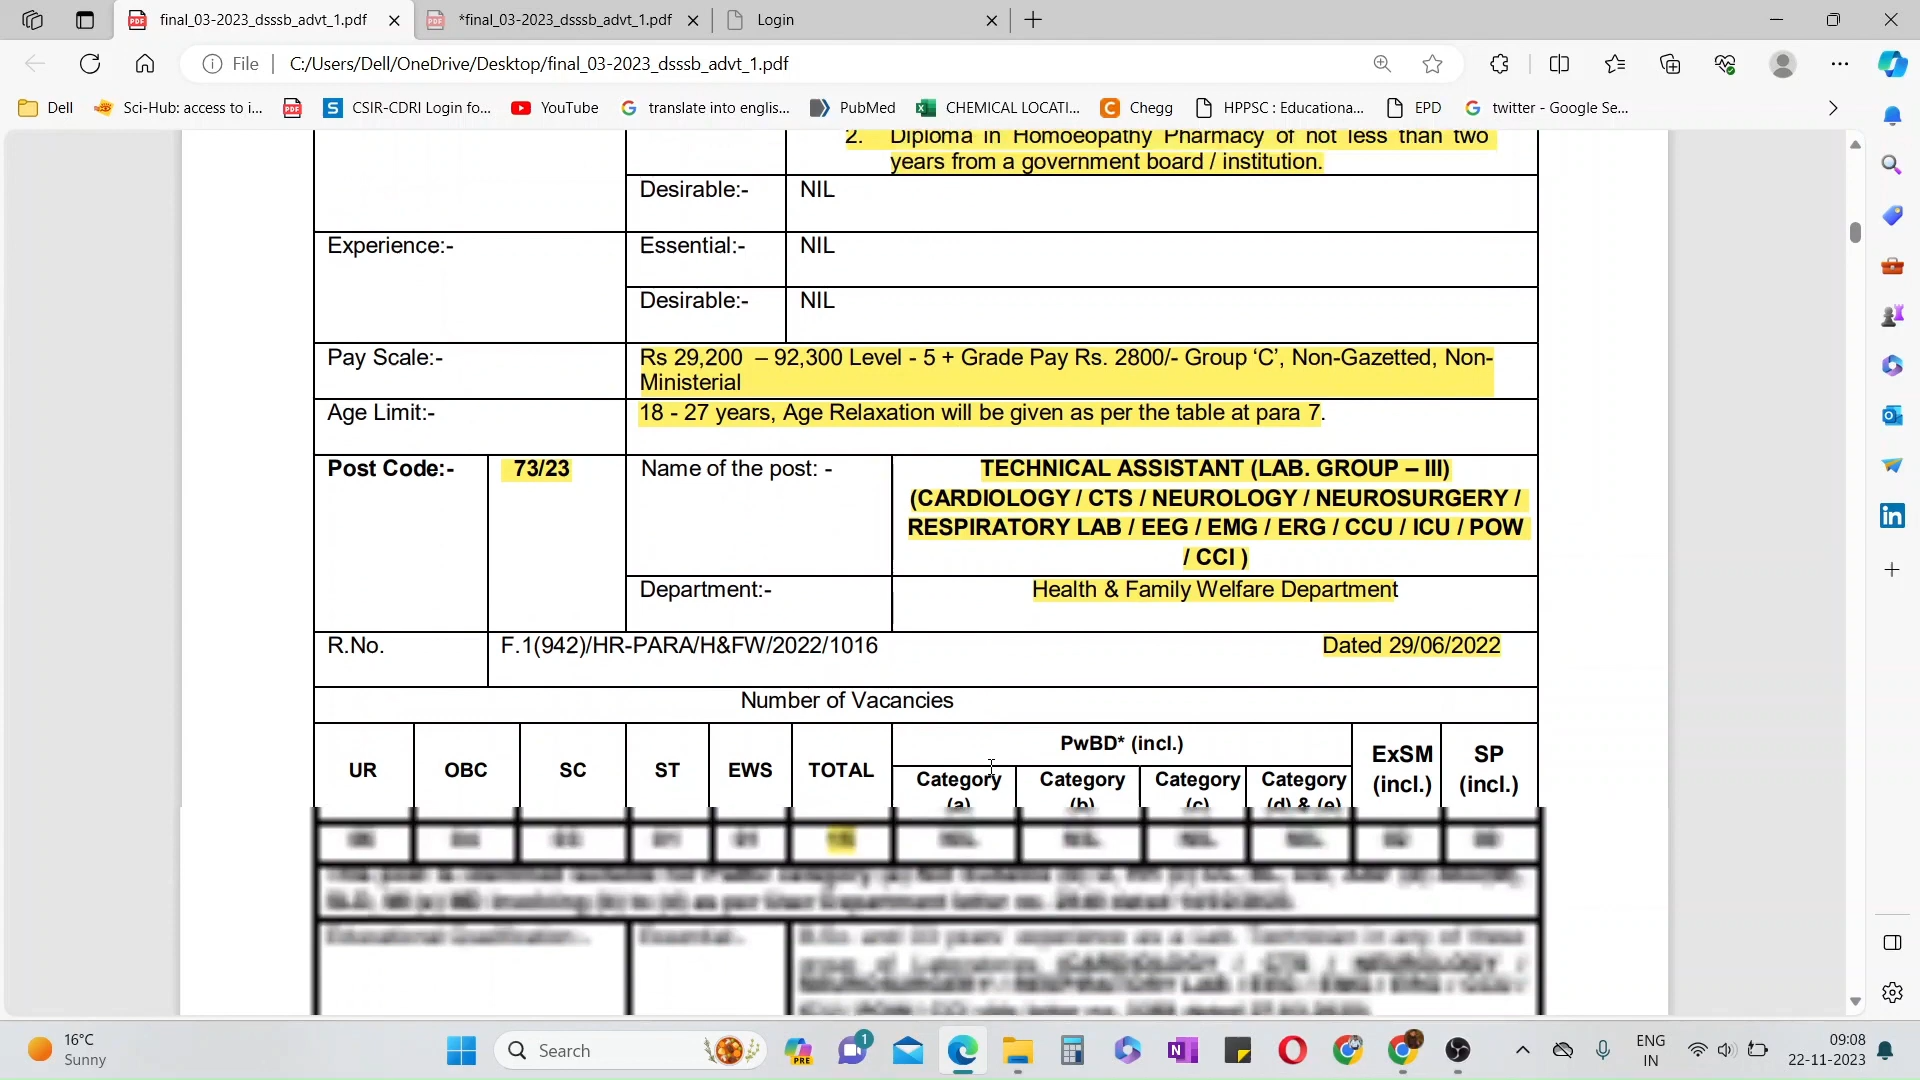 final_03-2023_dsssb_advt_1.pdf
*final_03-2023_dsssb_advt_1.pdf
Login
File
C:/Users/Dell/OneDrive/Desktop/final_03-2023_dsssb_advt_1.pdf
Dell
Sci-Hub: access to i...
CSIR-CDRI Login fo...
YouTube
translate into englis...
PubMed
CHEMICAL LOCATI...
Chegg
HPPSC : Educationa...
EPD
twitter - Google Se...
2. Diploma in Homoeopathy Pharmacy of not less than two
years from a government board / institution.
Desirable:- NIL
Experience:- Essential:- NIL
Desirable:- NIL
Pay Scale:- Rs 29,200 – 92,300 Level - 5 + Grade Pay Rs. 2800/- Group ‘C’, Non-Gazetted, Non-
Ministerial
Age Limit:- 18 - 27 years, Age Relaxation will be given as per the table at para 7.
Post Code:- 73/23 Name of the post: - TECHNICAL ASSISTANT (LAB. GROUP – III)
(CARDIOLOGY / CTS / NEUROLOGY / NEUROSURGERY /
RESPIRATORY LAB / EEG / EMG / ERG / CCU / ICU / POW
/ CCI )
Department:- Health & Family Welfare Department
R.No. F.1(942)/HR-PARA/H&FW/2022/1016 Dated 29/06/2022
Number of Vacancies
PwBD* (incl.)
UR OBC SC ST EWS TOTAL
Category (a)
Category (b)
Category (c)
Category (d) & (e)
ExSM (incl.)
SP (incl.)
16°C
Sunny
Search
PRE
1
ENG
IN
09:08
22-11-2023